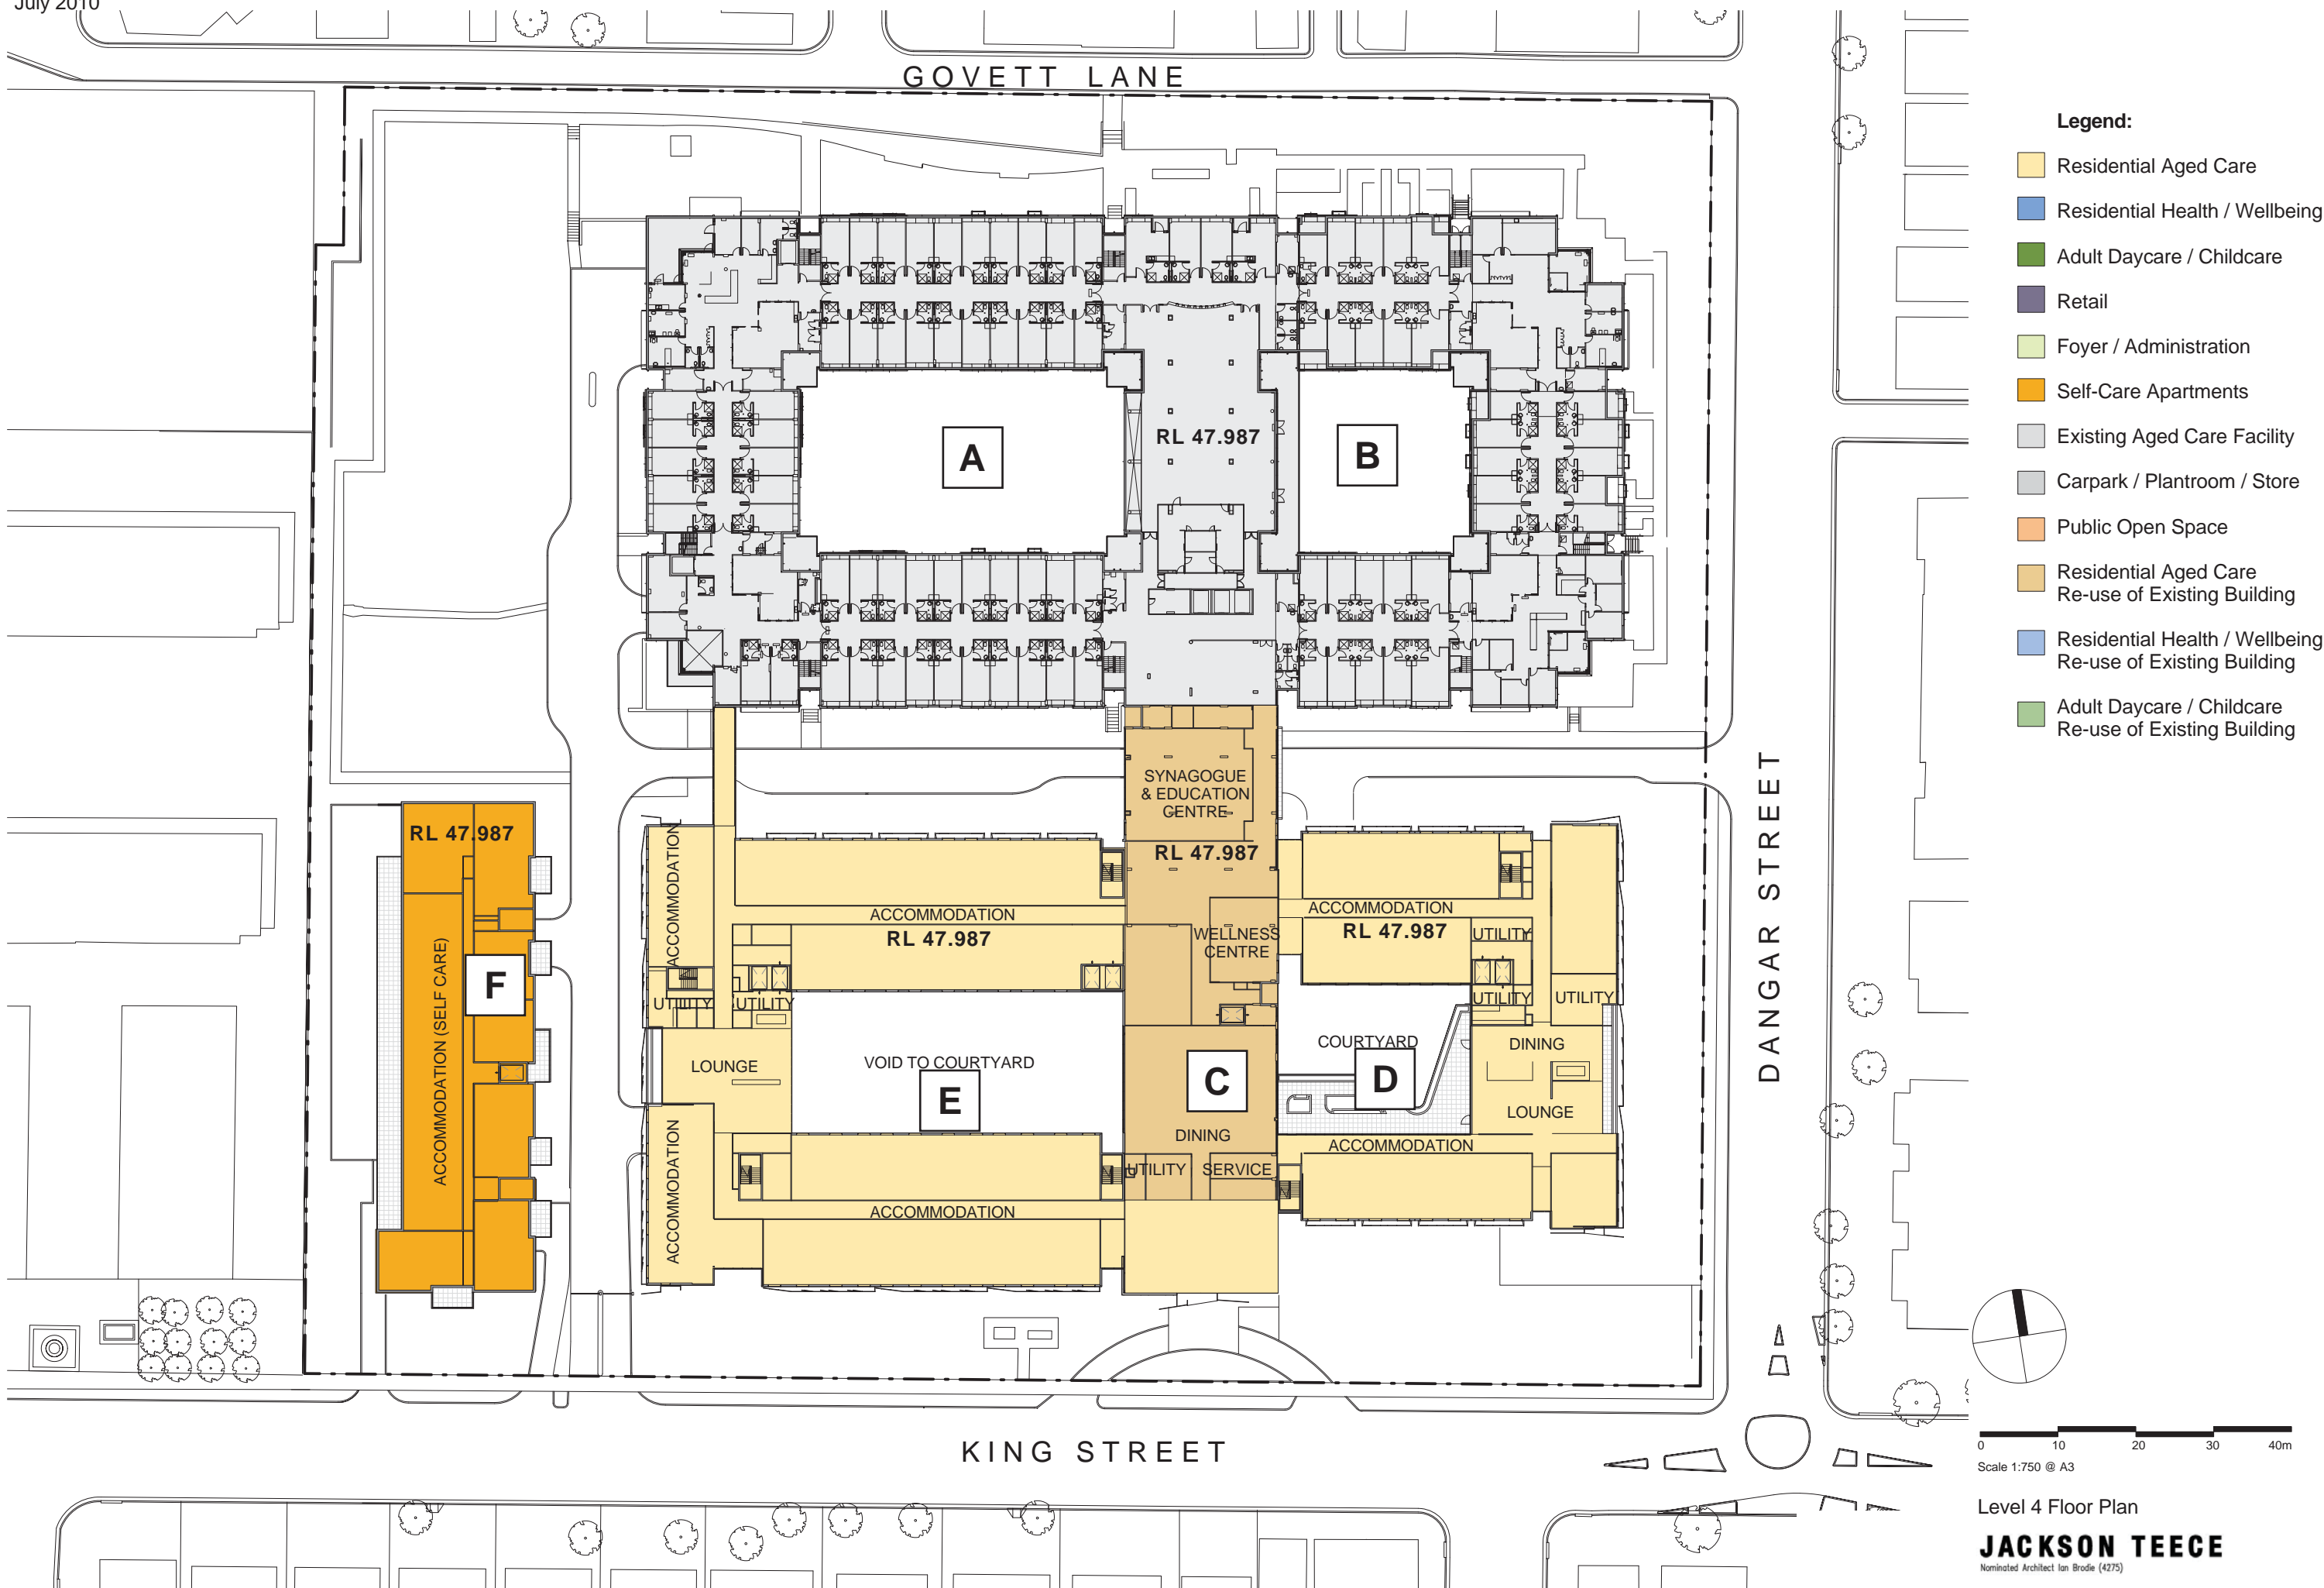 July 2010
GOVETT LANE
Legend:
Residential Aged Care
Residential Health / Wellbeing
Adult Daycare / Childcare
Retail
Foyer / Administration
Self-Care Apartments
Existing Aged Care Facility
Carpark / Plantroom / Store
Public Open Space
Residential Aged Care
Re-use of Existing Building
Residential Health / Wellbeing
Re-use of Existing Building
Adult Daycare / Childcare
Re-use of Existing Building
A
RL 47.987
B
SYNAGOGUE
& EDUCATION
CENTRE
RL 47.987
RL 47.987
ACCOMMODATION
ACCOMMODATION
RL 47.987
ACCOMMODATION
RL 47.987
WELLNESS
CENTRE
UTILITY
ACCOMMODATION (SELF CARE)
F
UTILITY
UTILITY
UTILITY
UTILITY
LOUNGE
VOID TO COURTYARD
E
C
COURTYARD
D
DINING
LOUNGE
DINING
ACCOMMODATION
ACCOMMODATION
UTILITY
SERVICE
ACCOMMODATION
DANGAR STREET
KING STREET
0 10 20 30 40m
Scale 1:750 @ A3
Level 4 Floor Plan
JACKSON TEECE
Nominated Architect Ian Brodie (4275)